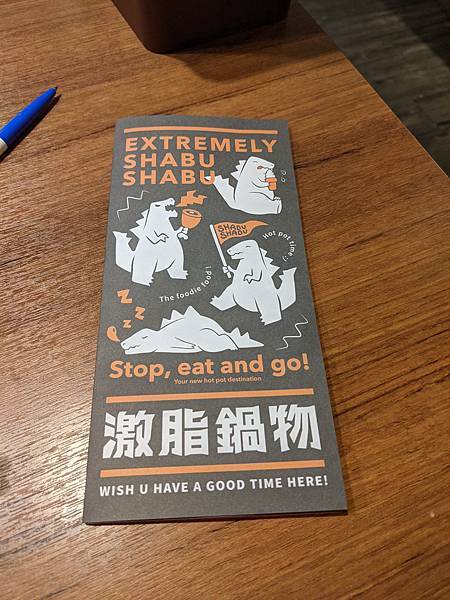 EXTREMELY
SHABU
SHABU
SHABU
SHABU
Hot pot time ;)
The foodie food !
Z
Z
Z
Stop, eat and go!
Your new hot pot destination
激脂鍋物
WISH U HAVE A GOOD TIME HERE!